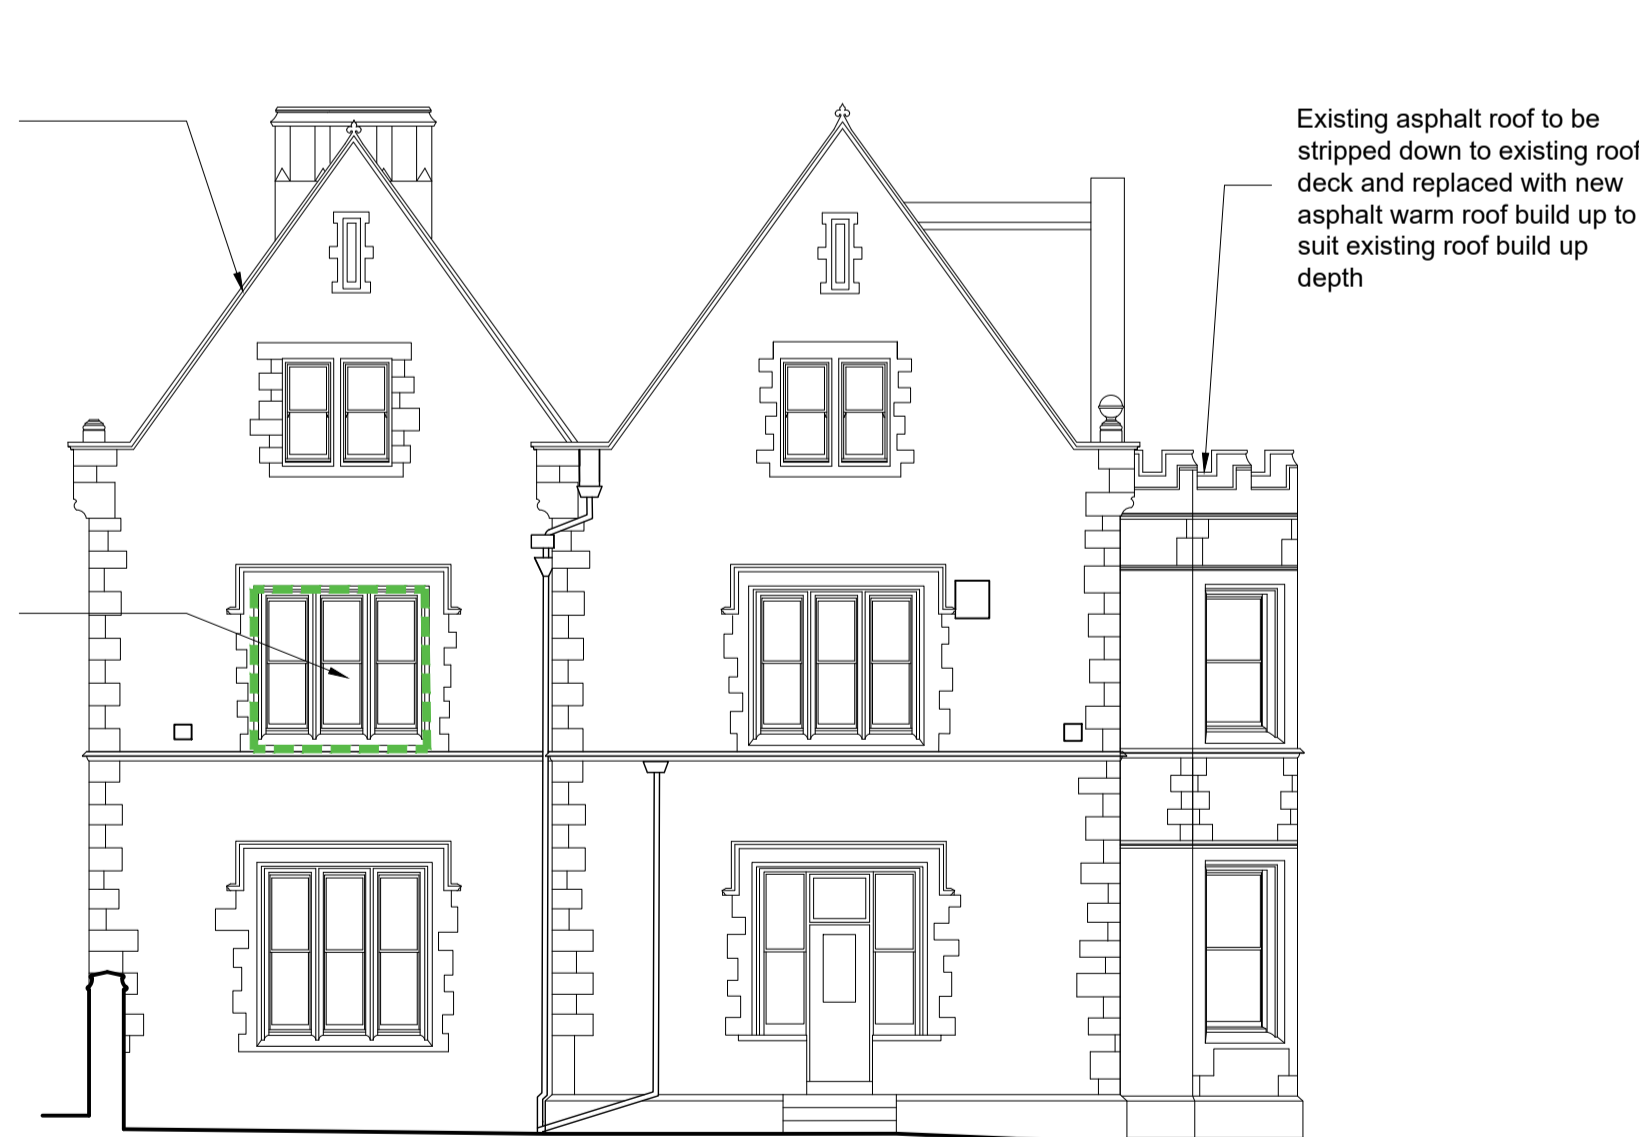 Existing asphalt roof to be
stripped down to existing roof
deck and replaced with new
asphalt warm roof build up to
suit existing roof build up
depth